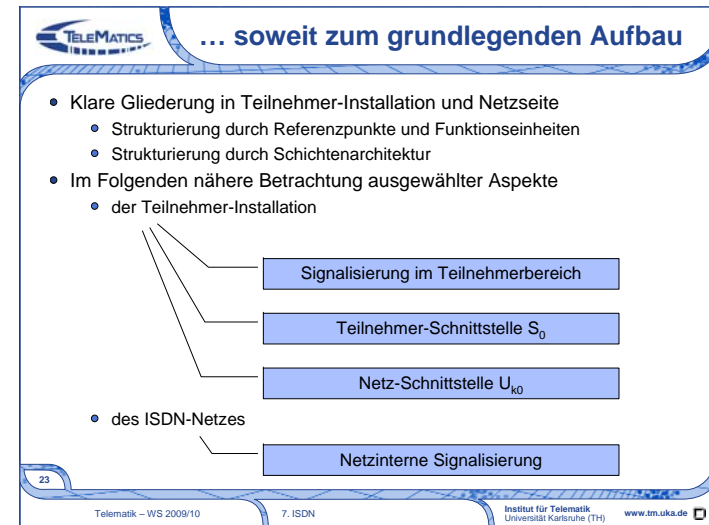 TELEMATICS
… soweit zum grundlegenden Aufbau
Klare Gliederung in Teilnehmer-Installation und Netzseite
Strukturierung durch Referenzpunkte und Funktionseinheiten
Strukturierung durch Schichtenarchitektur
Im Folgenden nähere Betrachtung ausgewählter Aspekte
der Teilnehmer-Installation
Signalisierung im Teilnehmerbereich
Teilnehmer-Schnittstelle S0
Netz-Schnittstelle Uk0
des ISDN-Netzes
Netzinterne Signalisierung
23
Telematik – WS 2009/10
7. ISDN
Institut für Telematik
Universität Karlsruhe (TH)
www.tm.uka.de